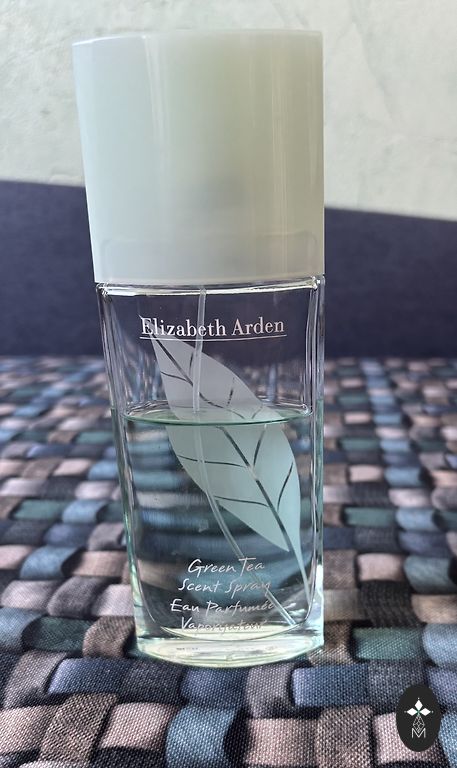 Elizabeth Arden
Green Tea
Scent Spray
Eau Parfumée
Vaporisateur